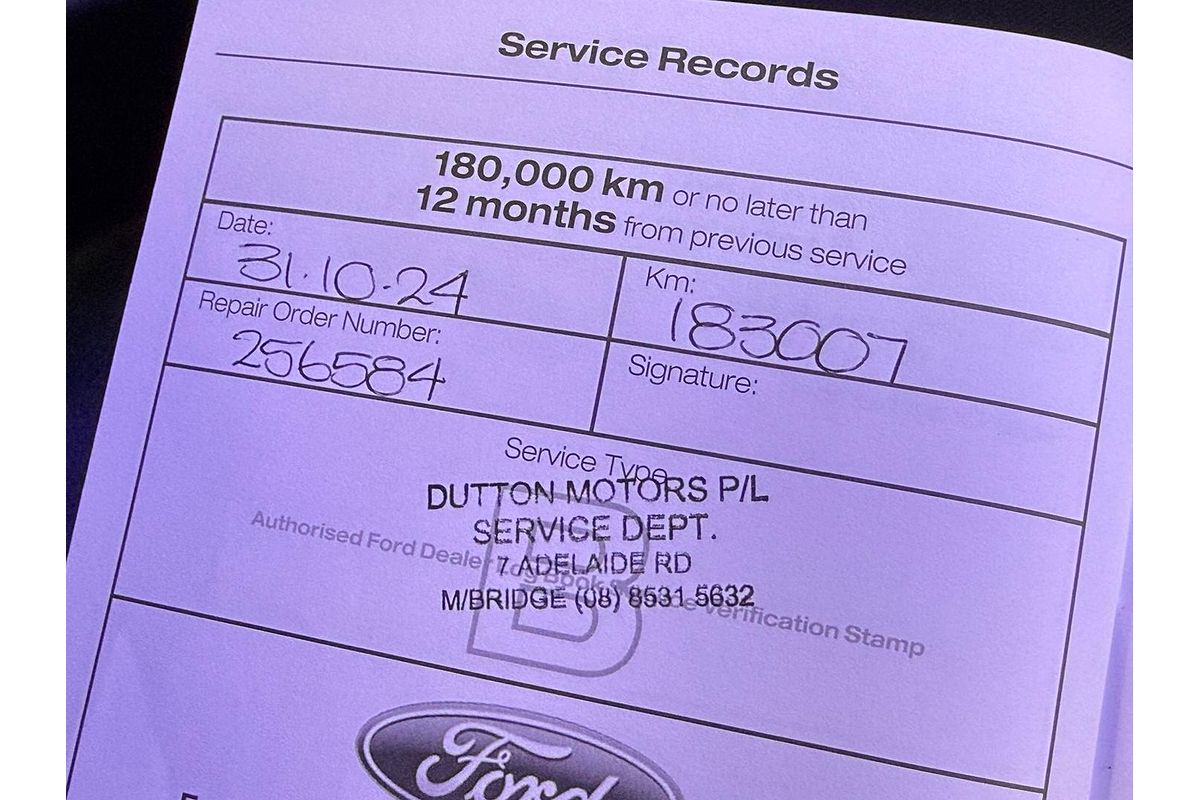 Service Records
180,000 km or no later than
12 months from previous service
Date:
31.10.24
Km:
183007
Repair Order Number:
256584
Signature:
Service Type
DUTTON MOTORS P/L
SERVICE DEPT.
Authorised Ford Dealer Log Book Verification Stamp
7 ADELAIDE RD
M/BRIDGE (08) 8531 5632
B
Ford